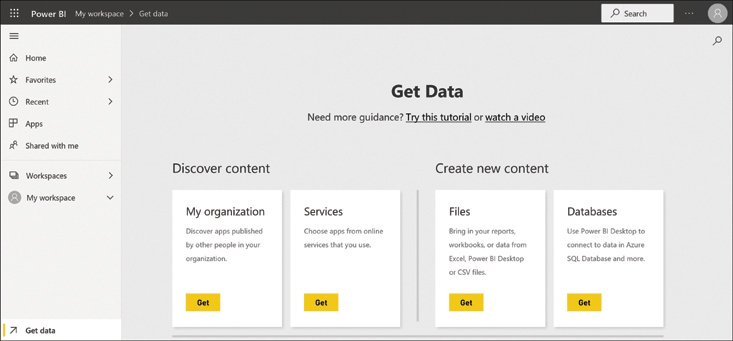 Power BI My workspace > Get data
Search
...
Home
Favorites
Recent
Apps
Shared with me
Workspaces
My workspace
Get data
Get Data
Need more guidance? Try this tutorial or watch a video
Discover content
My organization
Discover apps published
by other people in your
organization.
Get
Services
Choose apps from online
services that you use.
Get
Create new content
Files
Bring in your reports,
workbooks, or data from
Excel, Power BI Desktop
or CSV files.
Get
Databases
Use Power BI Desktop to
connect to data in Azure
SQL Database and more.
Get